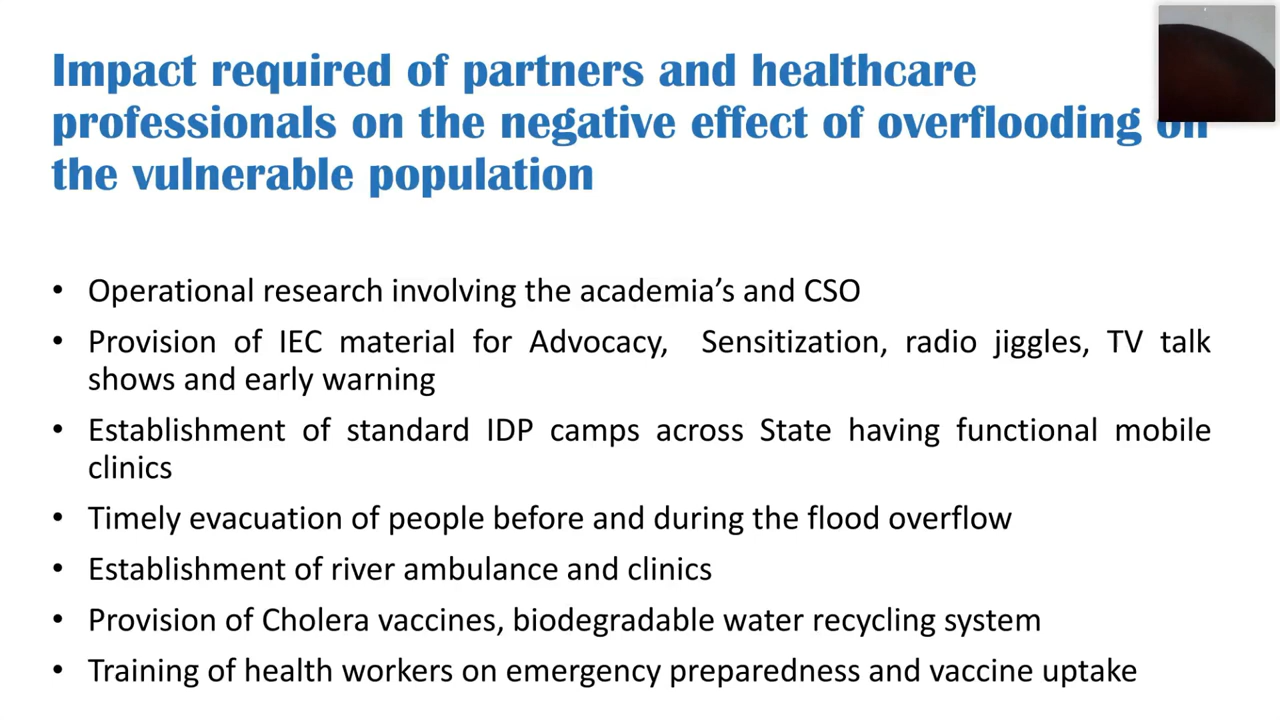 Impact required of partners and healthcare
professionals on the negative effect of overflooding on
the vulnerable population
• Operational research involving the academia’s and CSO
• Provision of IEC material for Advocacy, Sensitization, radio jiggles, TV talk
shows and early warning
• Establishment of standard IDP camps across State having functional mobile
clinics
• Timely evacuation of people before and during the flood overflow
• Establishment of river ambulance and clinics
• Provision of Cholera vaccines, biodegradable water recycling system
• Training of health workers on emergency preparedness and vaccine uptake